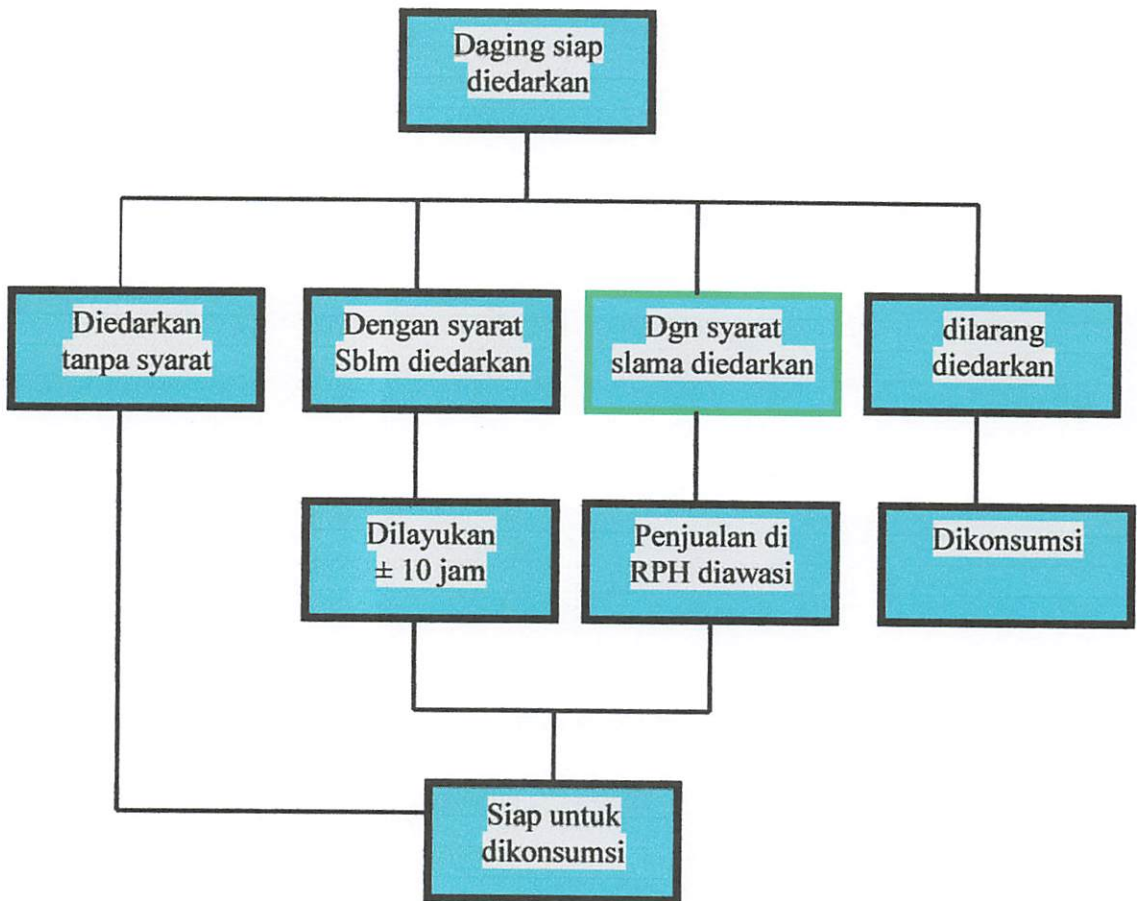 Daging siap
diedarkan
Diedarkan
tanpa syarat
Dengan syarat
Sblm diedarkan
Dgn syarat
slama diedarkan
dilarang
diedarkan
Dilayukan
± 10 jam
Penjualan di
RPH diawasi
Dikonsumsi
Siap untuk
dikonsumsi